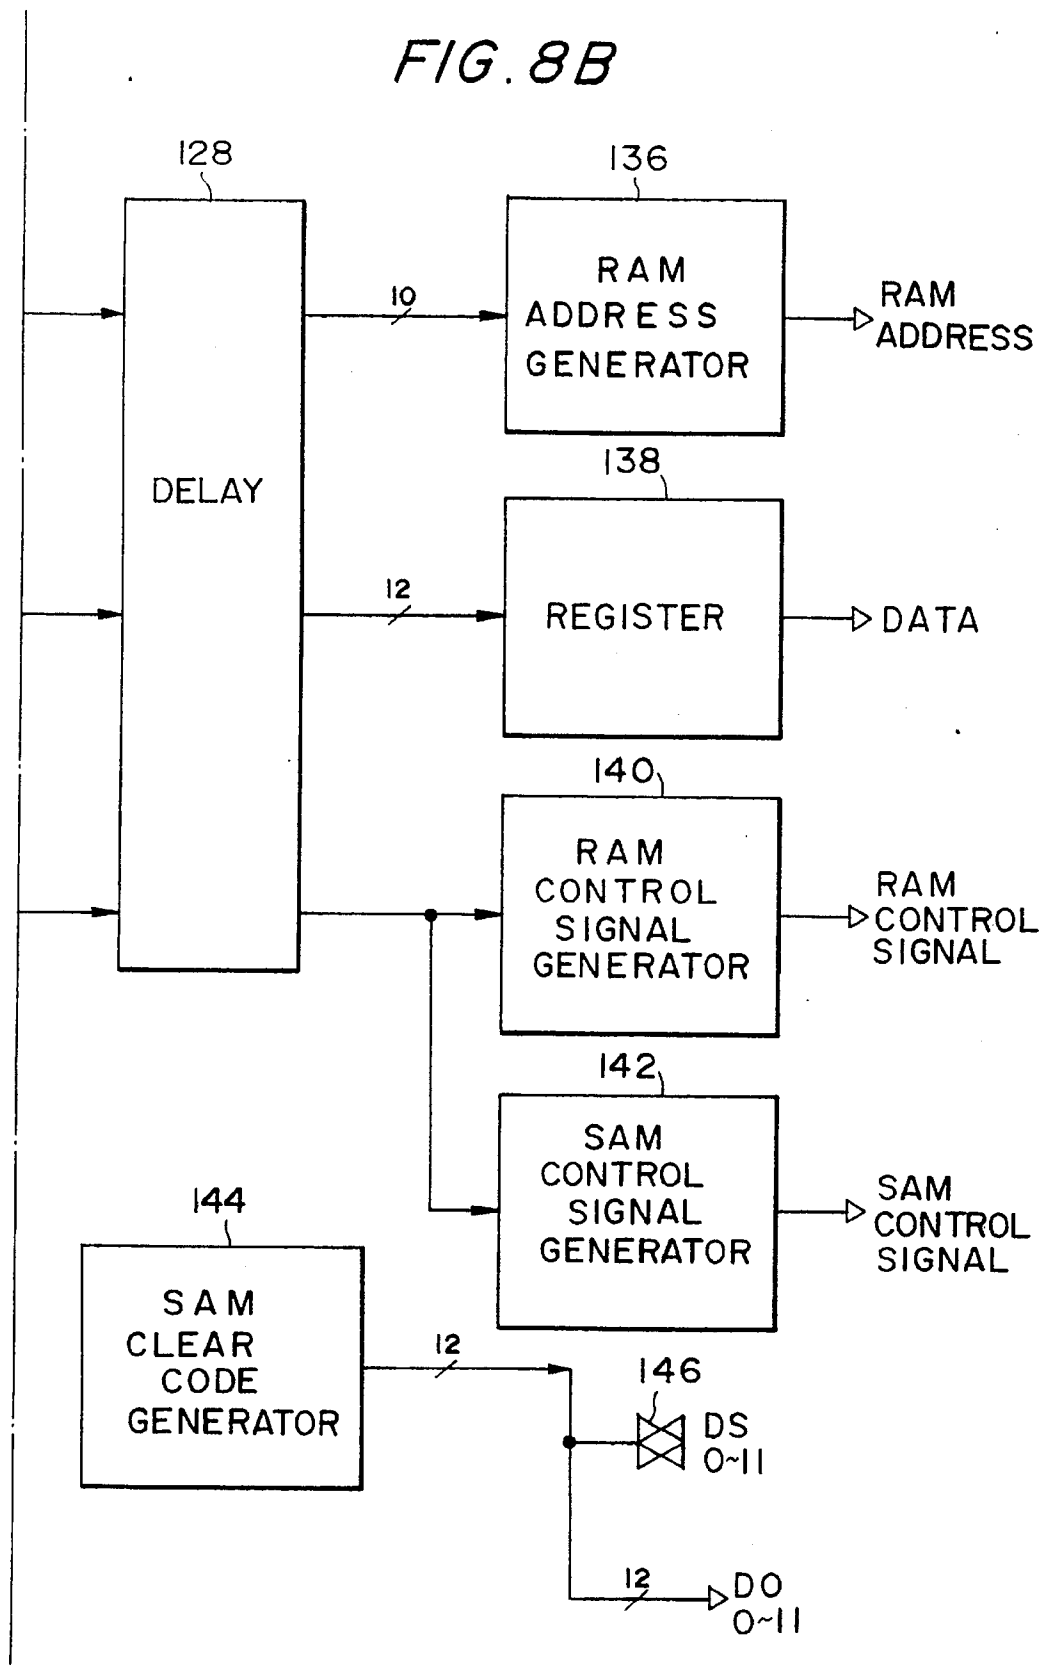 FIG. 8B
128
DELAY
10
136
RAM
ADDRESS
GENERATOR
RAM
ADDRESS
12
138
REGISTER
DATA
140
RAM
CONTROL
SIGNAL
GENERATOR
RAM
CONTROL
SIGNAL
142
SAM
CONTROL
SIGNAL
GENERATOR
SAM
CONTROL
SIGNAL
144
SAM
CLEAR
CODE
GENERATOR
12
146
DS
0~11
12
DO
0~11